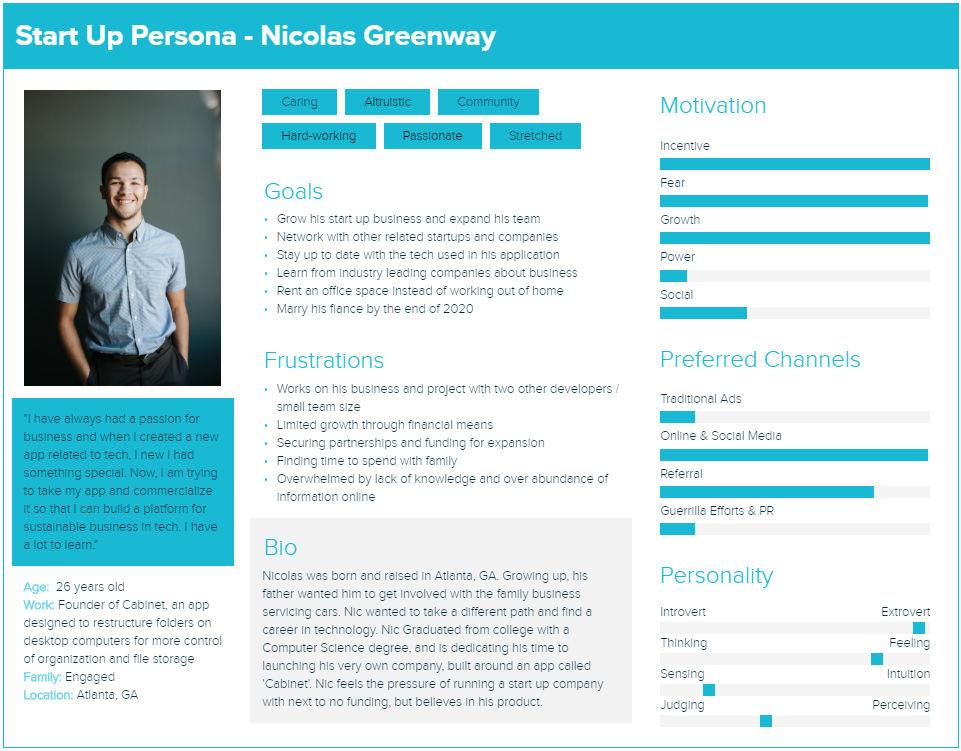 Start Up Persona - Nicolas Greenway
Caring
Altruistic
Community
Hard-working
Passionate
Stretched
Goals
• Grow his start up business and expand his team
• Network with other related startups and companies
• Stay up to date with the tech used in his application
• Learn from industry leading companies about business
• Rent an office space instead of working out of home
• Marry his fiance by the end of 2020
Frustrations
• Works on his business and project with two other developers /
small team size
• Limited growth through financial means
• Securing partnerships and funding for expansion
• Finding time to spend with family
• Overwhelmed by lack of knowledge and over abundance of
information online
"I have always had a passion for
business and when I created a new
app related to tech, I new I had
something special. Now, I am trying
to take my app and commercialize
it so that I can build a platform for
sustainable business in tech. I have
a lot to learn."
Age: 26 years old
Work: Founder of Cabinet, an app
designed to restructure folders on
desktop computers for more control
of organization and file storage
Family: Engaged
Location: Atlanta, GA
Bio
Nicolas was born and raised in Atlanta, GA. Growing up, his
father wanted him to get involved with the family business
servicing cars. Nic wanted to take a different path and find a
career in technology. Nic Graduated from college with a
Computer Science degree, and is dedicating his time to
launching his very own company, built around an app called
'Cabinet'. Nic feels the pressure of running a start up company
with next to no funding, but believes in his product.
Motivation
Incentive
Fear
Growth
Power
Social
Preferred Channels
Traditional Ads
Online & Social Media
Referral
Guerrilla Efforts & PR
Personality
Introvert Extrovert
Thinking Feeling
Sensing Intuition
Judging Perceiving